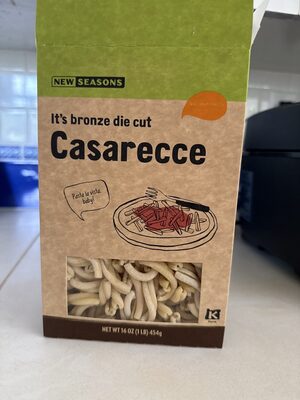 NEW SEASONS
It's bronze die cut
Casarecce
Pasta la vista
baby!
NET WT 16 OZ (1 LB) 454g